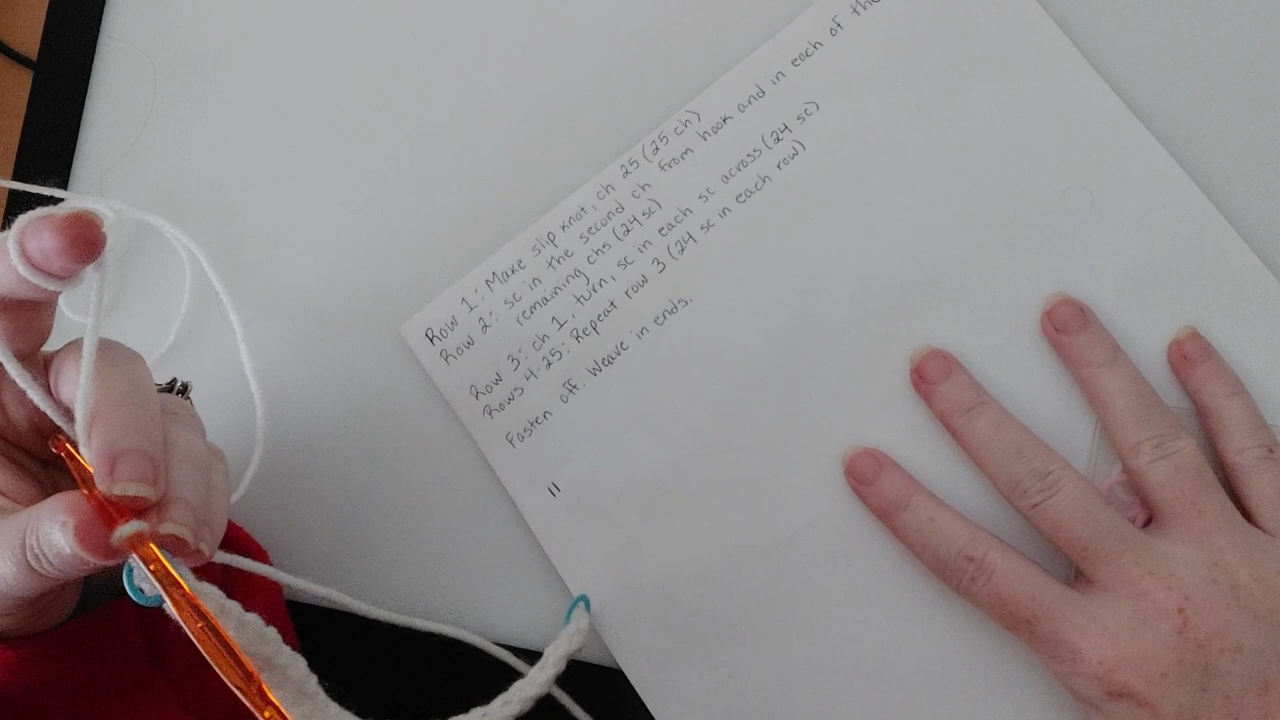 Row 1: Make slip knot, ch 25 (25 ch)
Row 2: sc in the second ch from hook and in each of the
remaining chs (24 sc)
Row 3: ch 1, turn, sc in each sc across (24 sc)
Rows 4-25: Repeat row 3 (24 sc in each row)
Fasten off. Weave in ends.
11